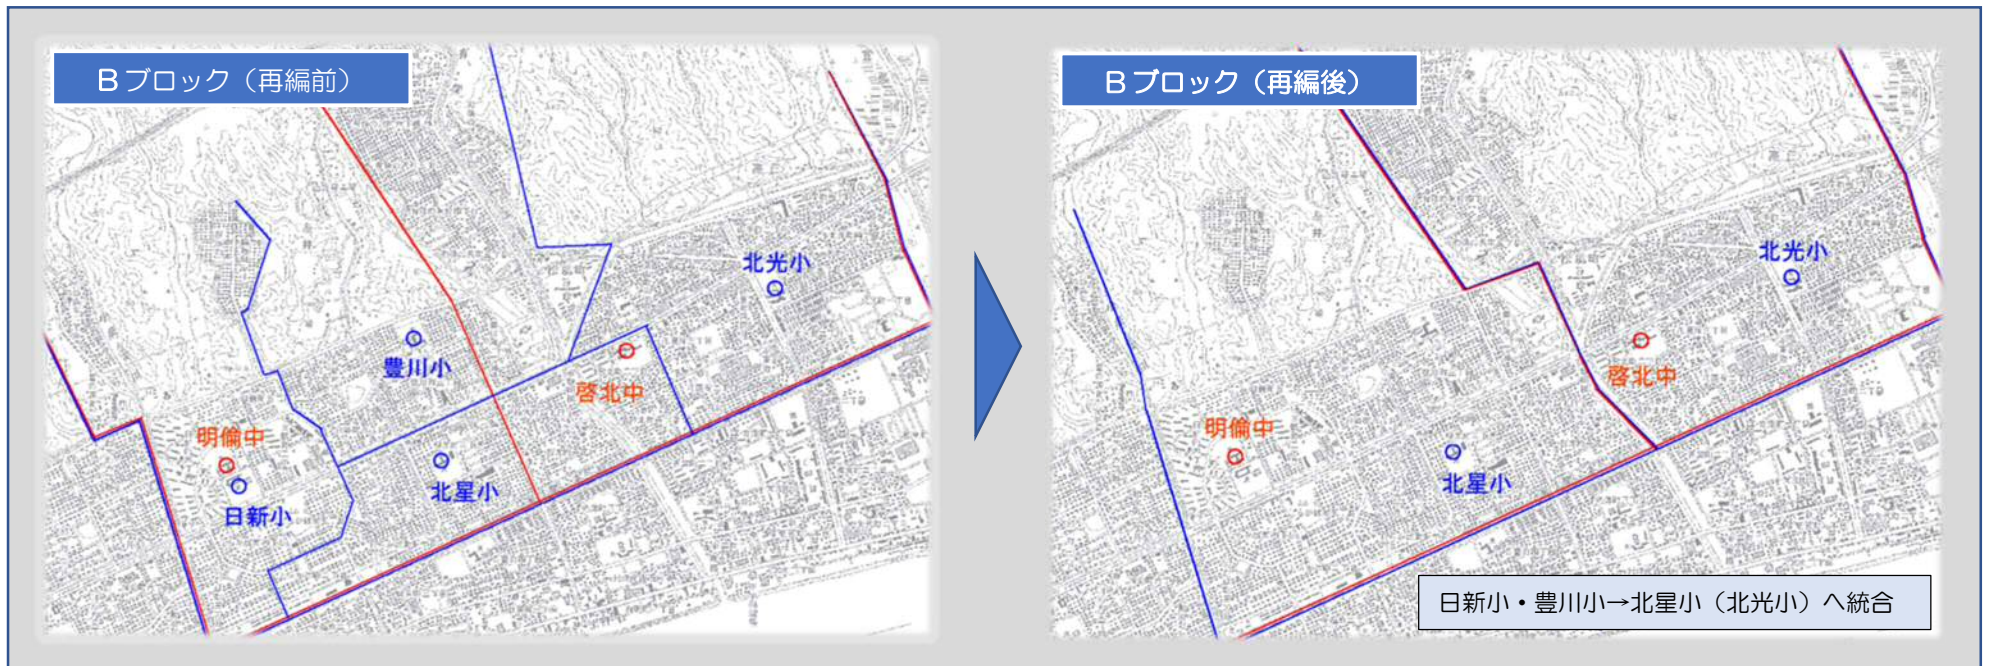 Bブロック（再編前）
北光小
豊川小
啓北中
明倫中
北星小
日新小
Bブロック（再編後）
北光小
啓北中
明倫中
北星小
日新小・豊川小→北星小（北光小）へ統合